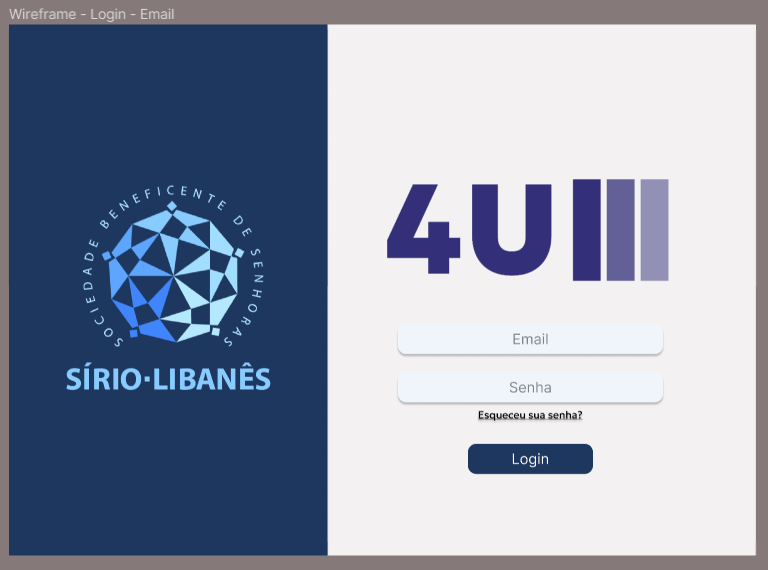 Wireframe - Login - Email
SOCIEDADE BENEFICENTE DE SENHORAS
SÍRIO·LIBANÊS
4U
Email
Senha
Esqueceu sua senha?
Login